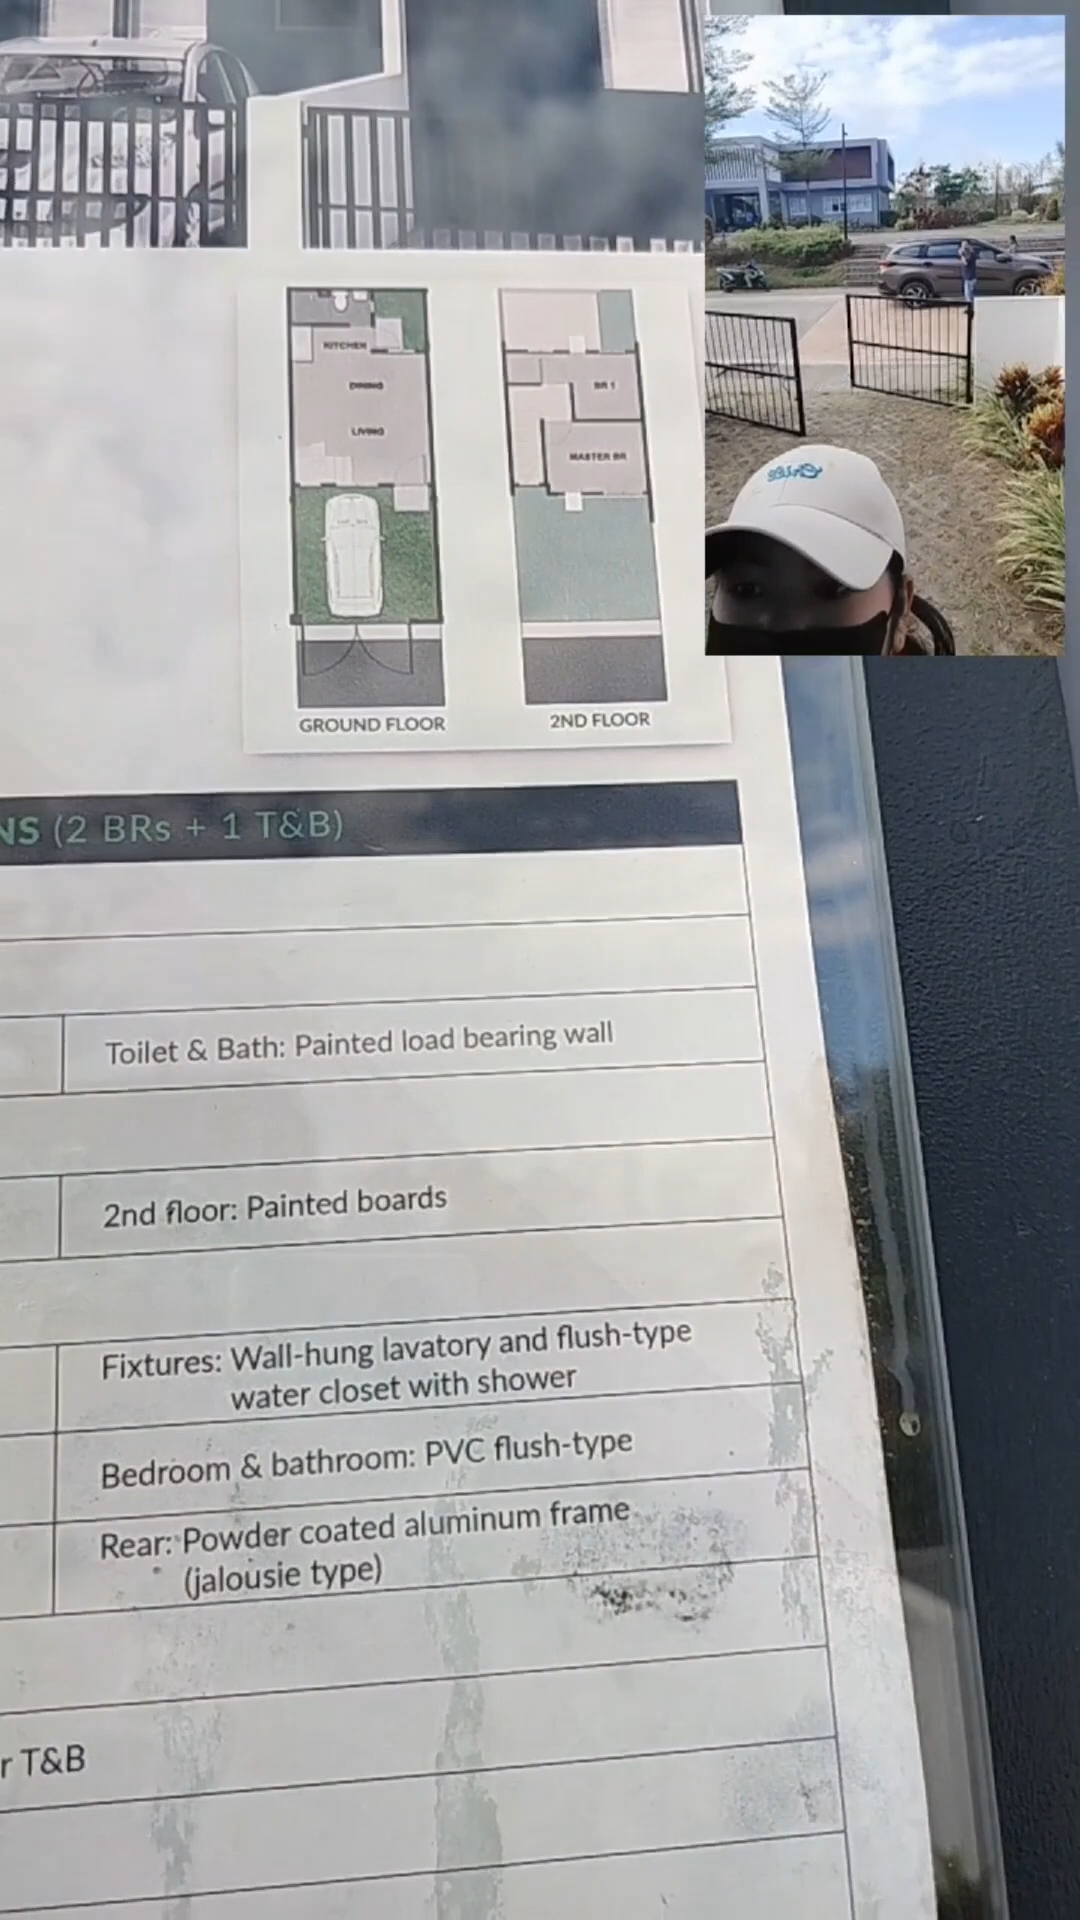 KITCHEN
DINING
LIVING
BR 1
MASTER BR
GROUND FLOOR
2ND FLOOR
NS (2 BRs + 1 T&B)
Toilet & Bath: Painted load bearing wall
2nd floor: Painted boards
Fixtures: Wall-hung lavatory and flush-type
water closet with shower
Bedroom & bathroom: PVC flush-type
Rear: Powder coated aluminum frame
(jalousie type)
r T&B